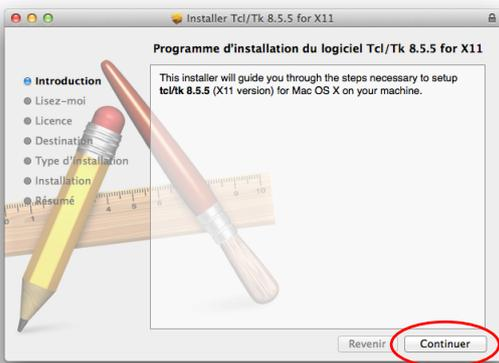 Installer Tcl/Tk 8.5.5 for X11
Programme d'installation du logiciel Tcl/Tk 8.5.5 for X11
Introduction
Lisez-moi
Licence
Destination
Type d'installation
Installation
Résumé
This installer will guide you through the steps necessary to setup
tcl/tk 8.5.5 (X11 version) for Mac OS X on your machine.
Revenir
Continuer